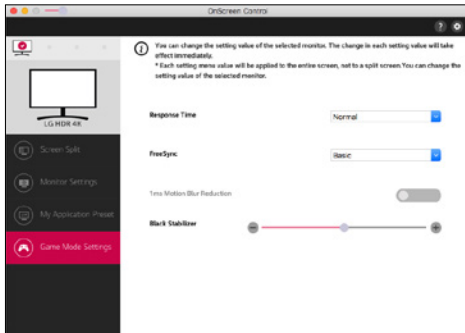 OnScreen Control
?
You can change the setting value of the selected monitor. The change in each setting value will take
effect immediately.
* Each setting menu value will be applied to the entire screen, not to a split screen.You can change the
setting value of the selected monitor.
LG HDR 4K
Screen Split
Monitor Settings
My Application Preset
Game Mode Settings
Response Time
Normal
FreeSync
Basic
1ms Motion Blur Reduction
Black Stabilizer